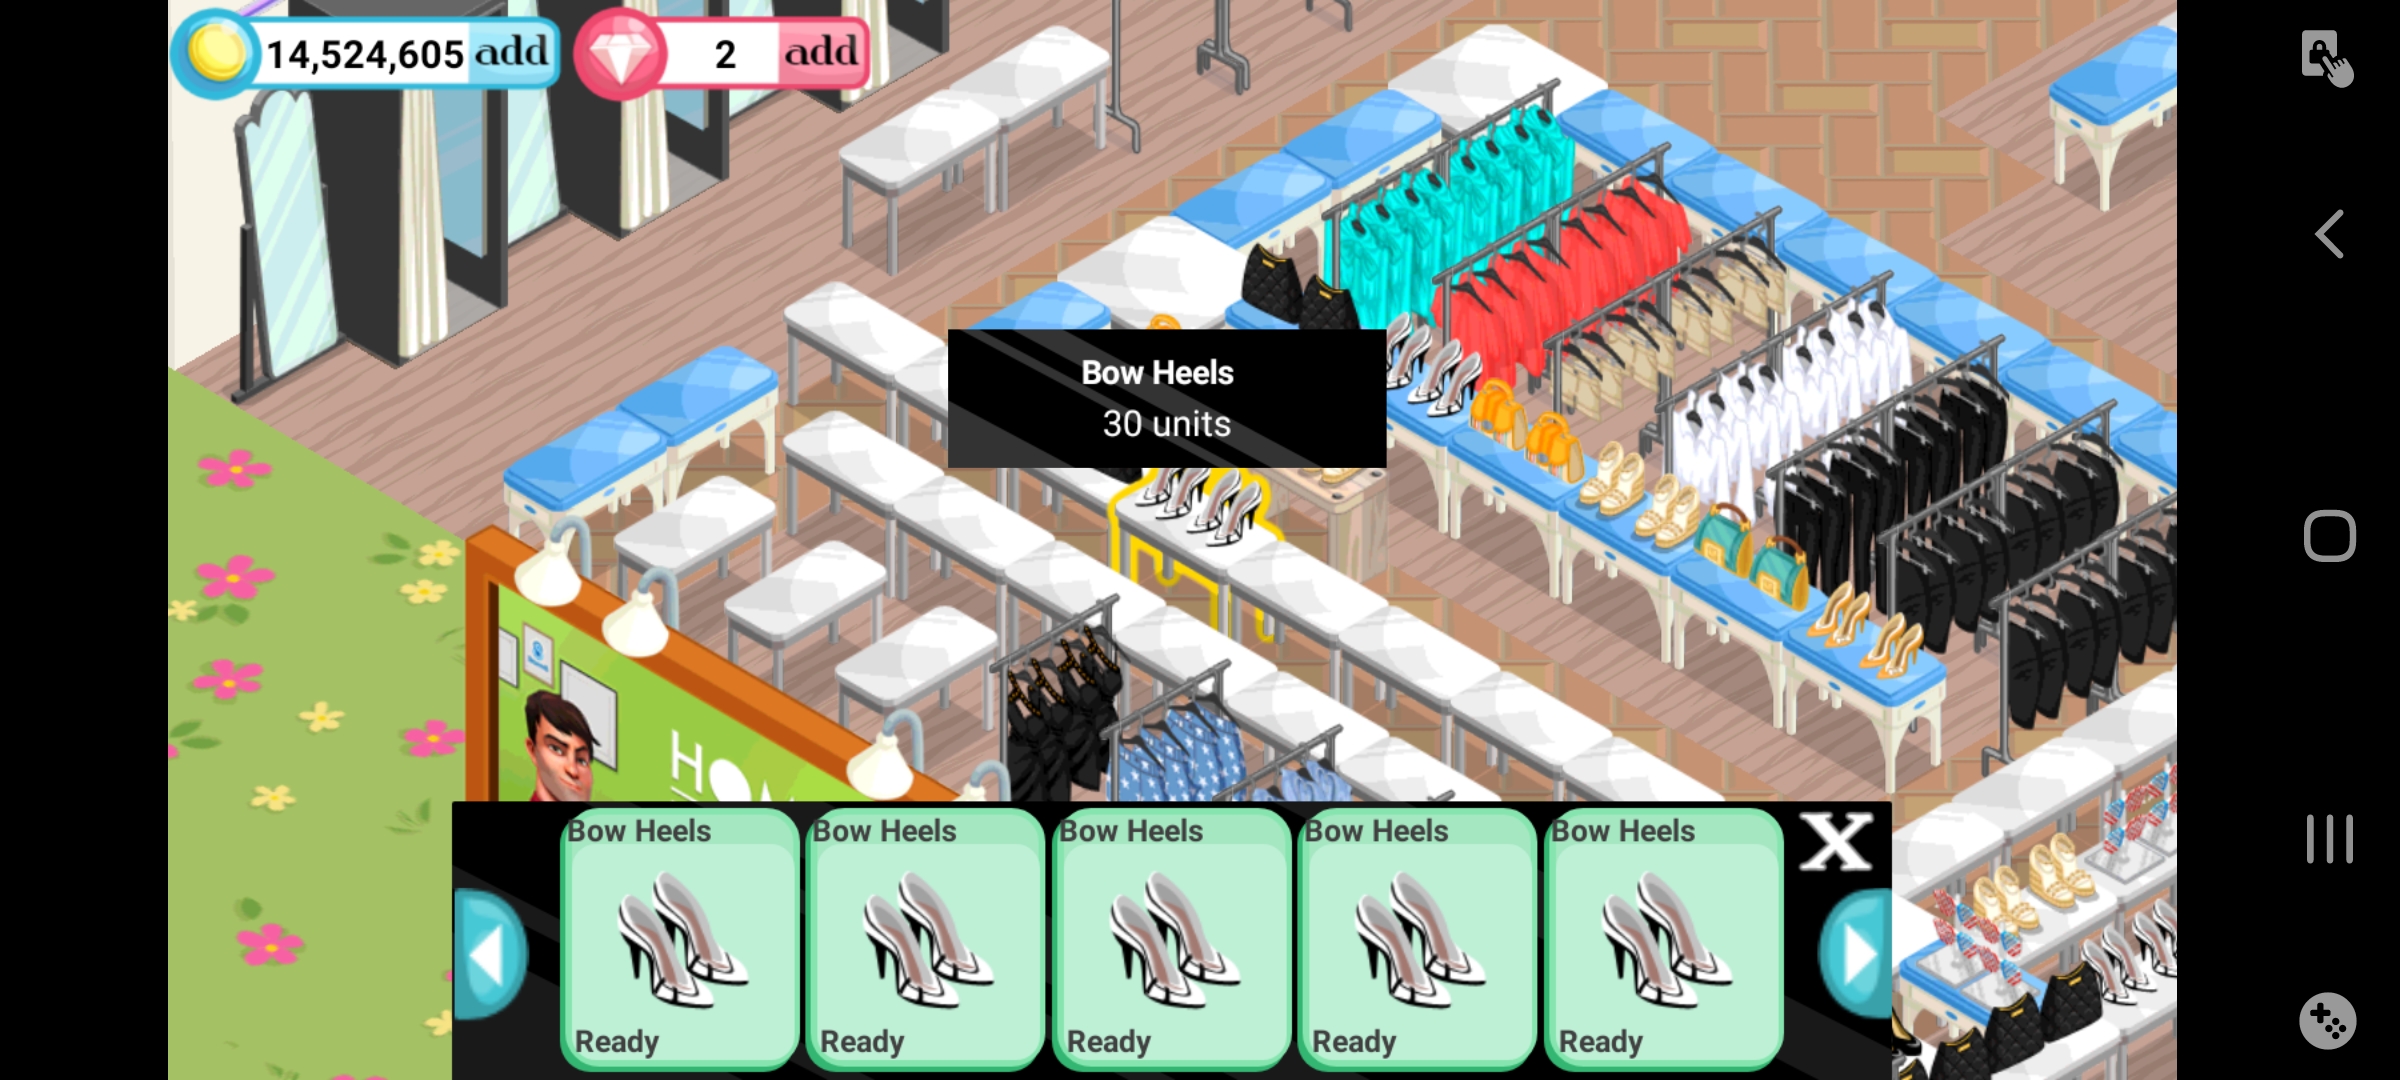 14,524,605 add 2 add
Bow Heels
30 units
HOM
Bow Heels Bow Heels Bow Heels Bow Heels Bow Heels
X
Ready Ready Ready Ready Ready